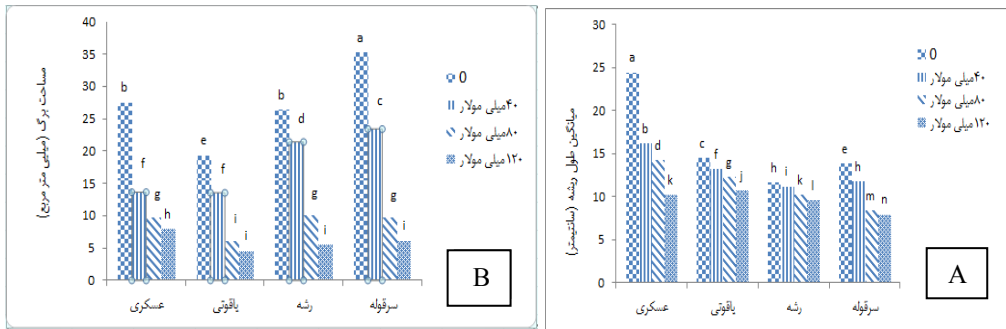 مساحت برگ (میلیی متر مربع)
40
35
30
25
20
15
10
5
0
b
f
g
h
e
f
i
i
b
d
g
i
a
c
g
i
عسکری
یاقوتی
رشه
سرقوله
0
۴۰میلی مولار
۸۰میلی مولار
۱۲۰میلی مولار
B
میانگین طول ریشه (سانتیمتر)
30
25
20
15
10
5
0
a
b
d
k
c
f
g
j
h
i
k
l
e
h
m
n
عسکری
یاقوتی
رشه
سرقوله
0
۴۰میلی مولار
۸۰میلی مولار
۱۲۰میلی مولار
A